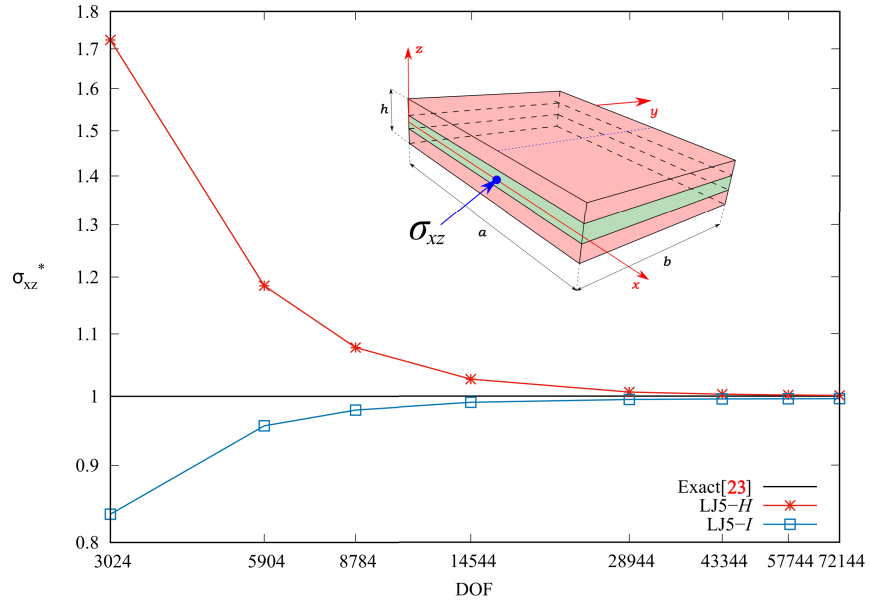 1.8
1.7
1.6
1.5
1.4
1.3
1.2
1.1
1
0.9
0.8
σxz*
3024 5904 8784 14544 28944 43344 57744 72144
DOF
z
h
y
σxz
a
b
x
Exact[23]
LJ5−H
LJ5−I